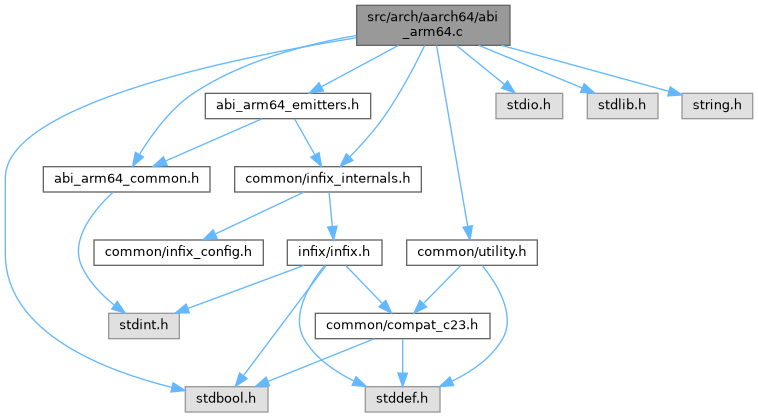 src/arch/aarch64/abi
_arm64.c
abi_arm64_emitters.h
stdio.h
stdlib.h
string.h
abi_arm64_common.h
common/infix_internals.h
common/infix_config.h
infix/infix.h
common/utility.h
stdint.h
common/compat_c23.h
stdbool.h
stddef.h